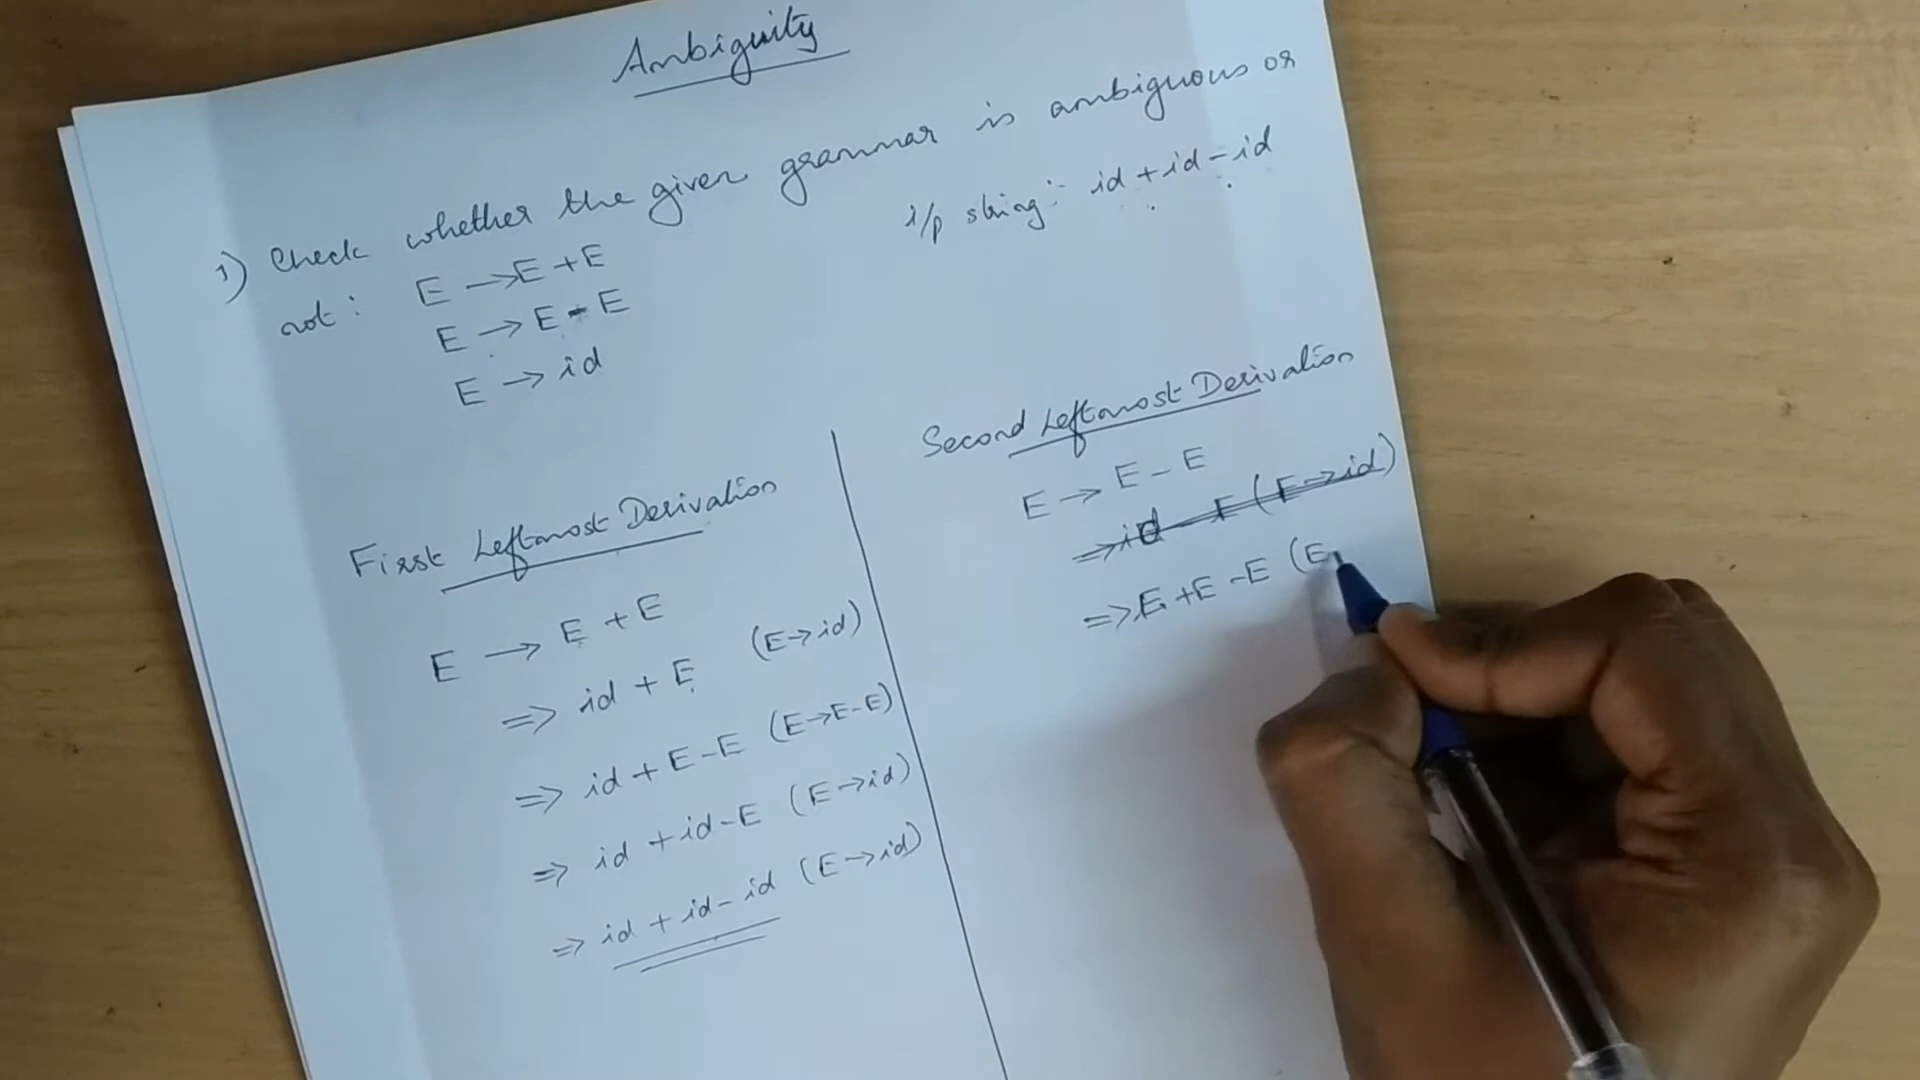 Ambiguity
1) Check whether the given grammar is ambiguous or
not :
E → E + E
E → E - E
E → id
i/p string :- id + id - id
First Leftmost Derivation
E → E + E
⇒ id + E (E→id)
⇒ id + E - E (E→E-E)
⇒ id + id - E (E→id)
⇒ id + id - id (E→id)
Second Leftmost Derivation
E → E - E
⇒ id - E (E→id)
⇒ E + E - E (E